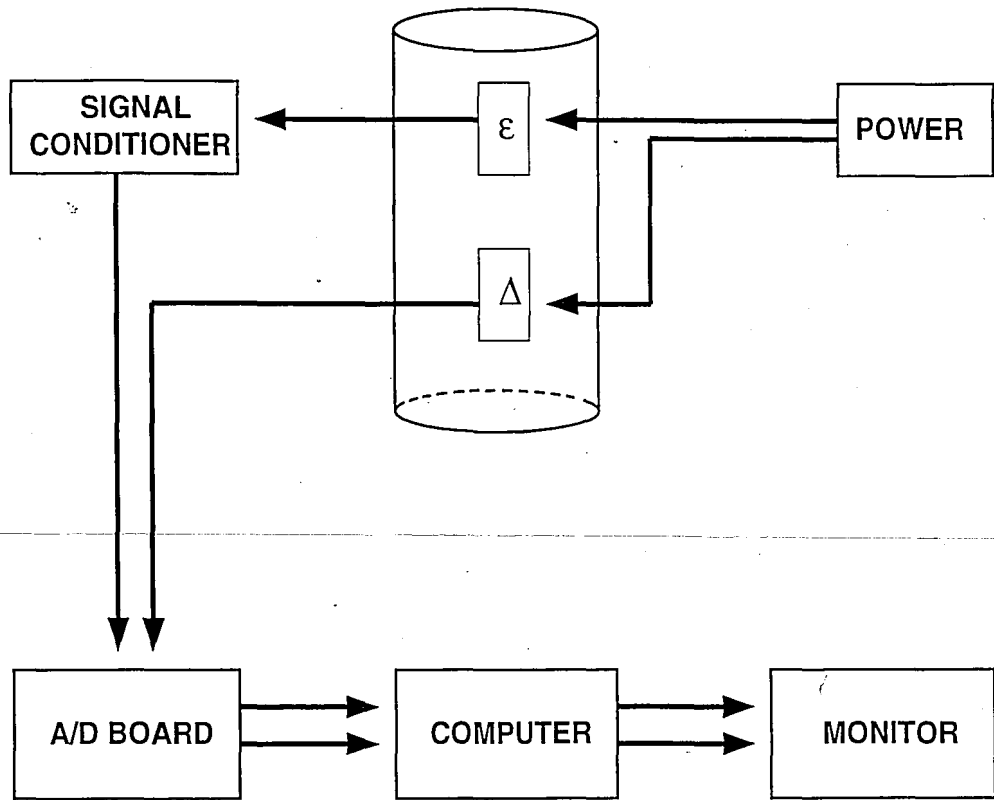 SIGNAL
CONDITIONER
ε
POWER
Δ
A/D BOARD
COMPUTER
MONITOR